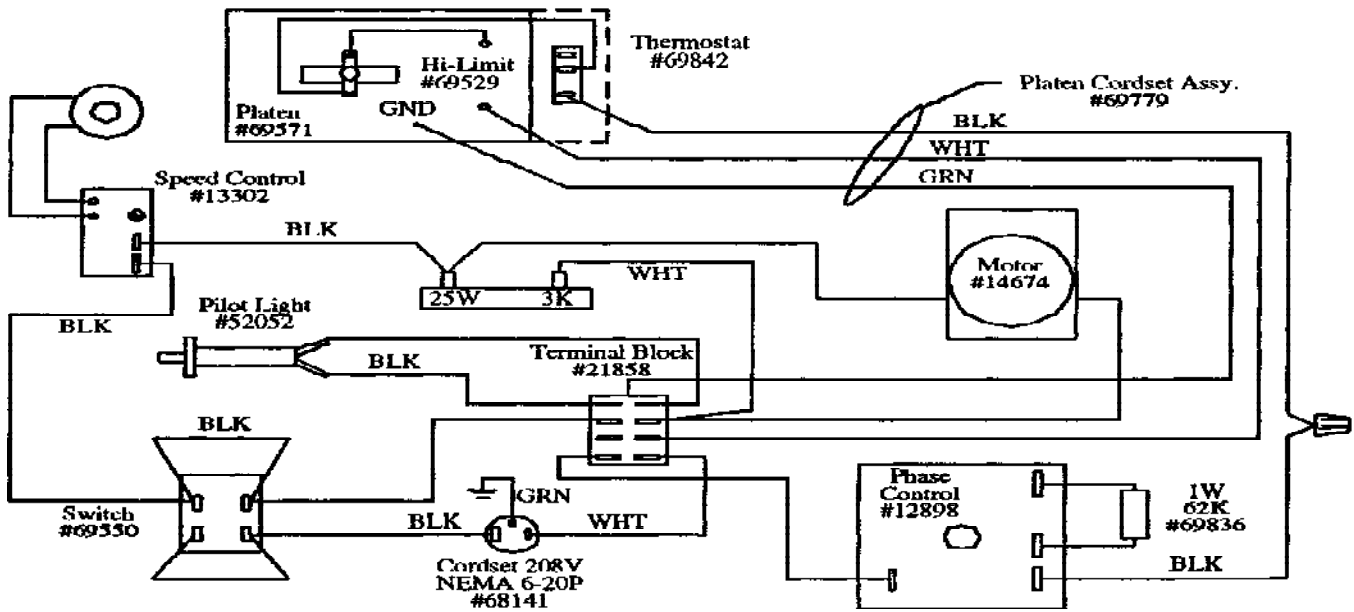 Thermostat
#69842
Hi-Limit
#69529
Platen Cordset Assy.
#69779
Platen
#69571
GND
BLK
WHT
GRN
Speed Control
#13302
BLK
Motor
#14674
WHT
25W
3K
Pilot Light
#52052
BLK
BLK
Terminal Block
#21858
BLK
Phase
Control
#12898
1W
62K
#69836
GRN
Switch
#69550
BLK
WHT
BLK
Cordset 208V
NEMA 6-20P
#68141